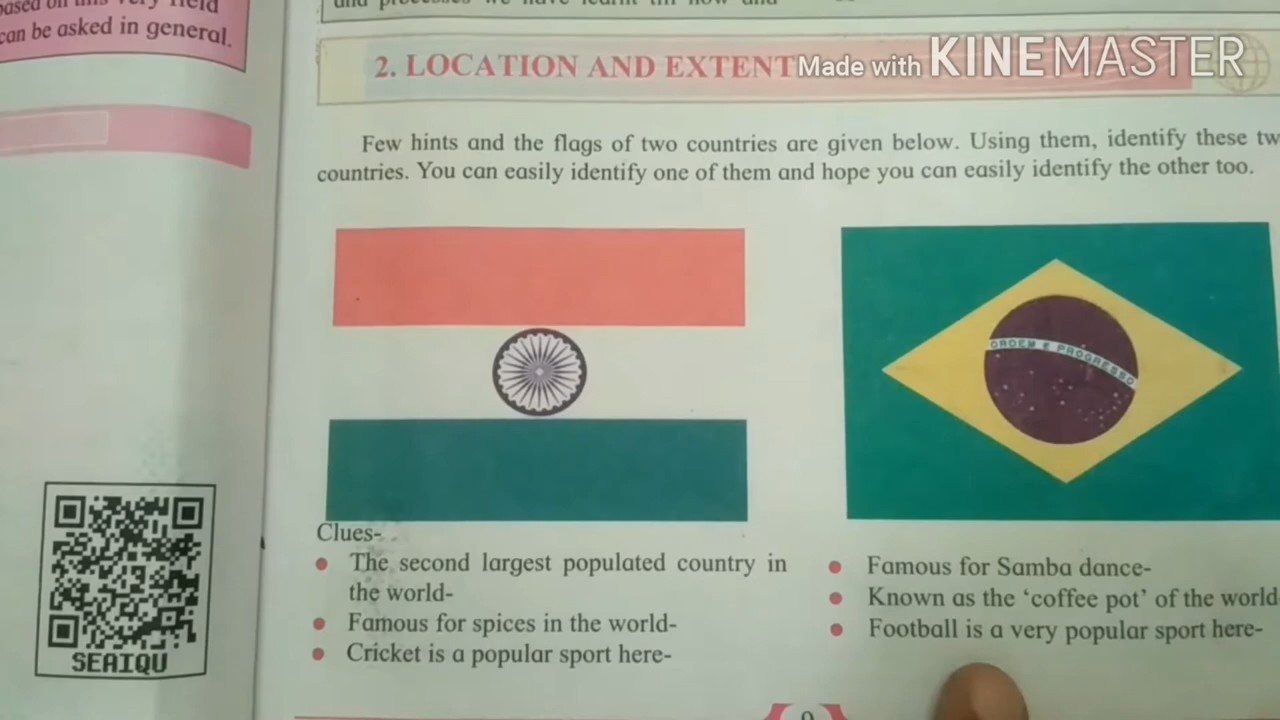 can be asked in general.
2. LOCATION AND EXTENT
Made with KINEMASTER
Few hints and the flags of two countries are given below. Using them, identify these tw
countries. You can easily identify one of them and hope you can easily identify the other too.
ORDEM E PROGRESSO
Clues-
• The second largest populated country in
the world-
• Famous for spices in the world-
• Cricket is a popular sport here-
• Famous for Samba dance-
• Known as the ‘coffee pot’ of the world-
• Football is a very popular sport here-
SEAIQU